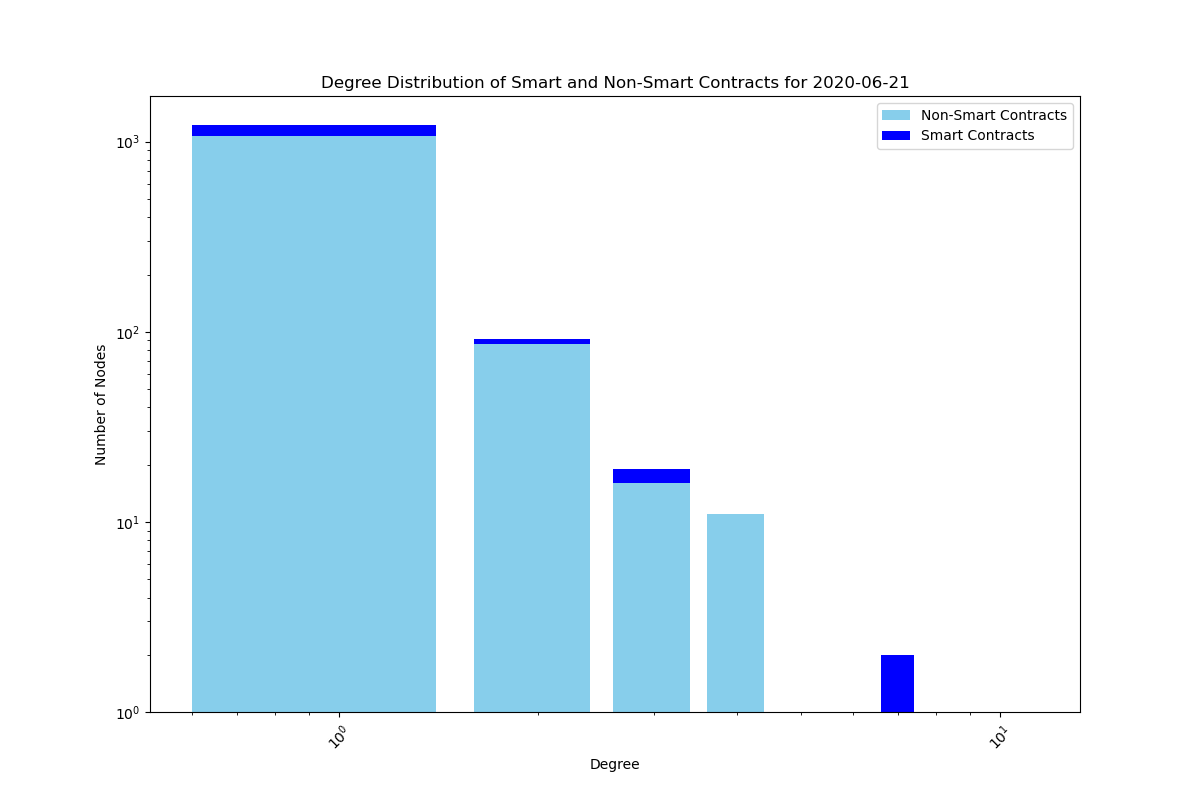 Degree Distribution of Smart and Non-Smart Contracts for 2020-06-21
Non-Smart Contracts
Smart Contracts
Number of Nodes
10³
10²
10¹
10⁰
10⁰
10¹
Degree